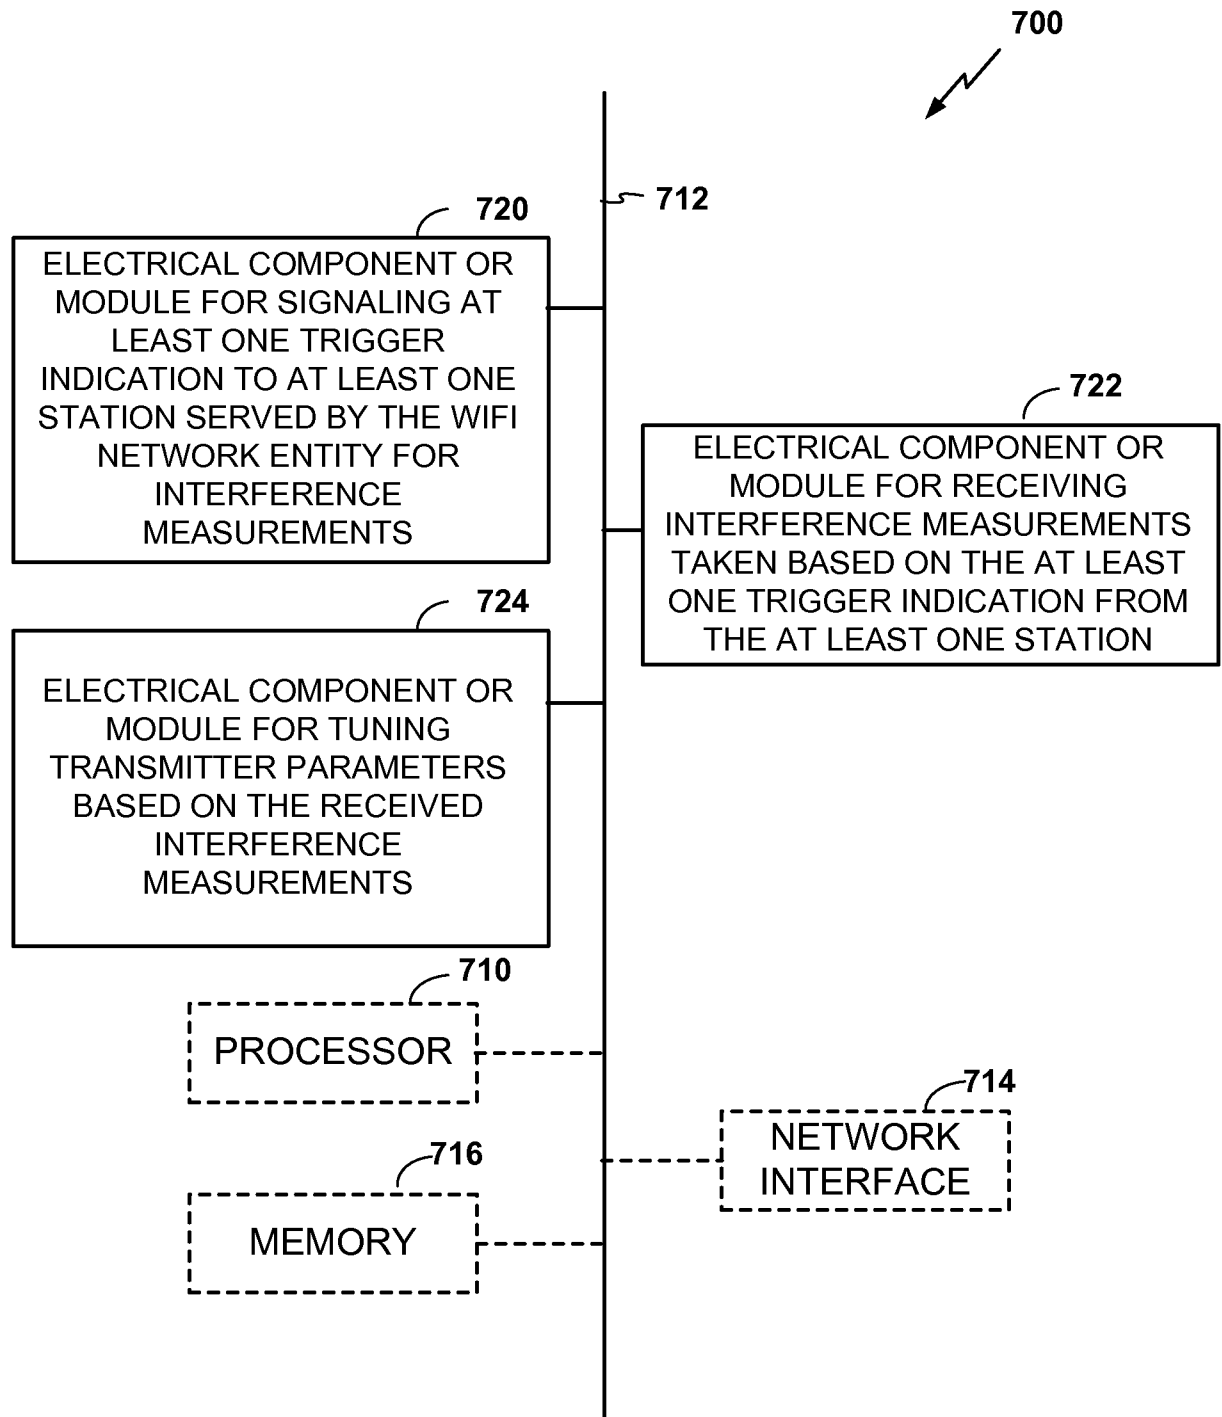 700
712
720
ELECTRICAL COMPONENT OR
MODULE FOR SIGNALING AT
LEAST ONE TRIGGER
INDICATION TO AT LEAST ONE
STATION SERVED BY THE WIFI
NETWORK ENTITY FOR
INTERFERENCE
MEASUREMENTS
722
ELECTRICAL COMPONENT OR
MODULE FOR RECEIVING
INTERFERENCE MEASUREMENTS
TAKEN BASED ON THE AT LEAST
ONE TRIGGER INDICATION FROM
THE AT LEAST ONE STATION
724
ELECTRICAL COMPONENT OR
MODULE FOR TUNING
TRANSMITTER PARAMETERS
BASED ON THE RECEIVED
INTERFERENCE
MEASUREMENTS
710
PROCESSOR
714
NETWORK
INTERFACE
716
MEMORY